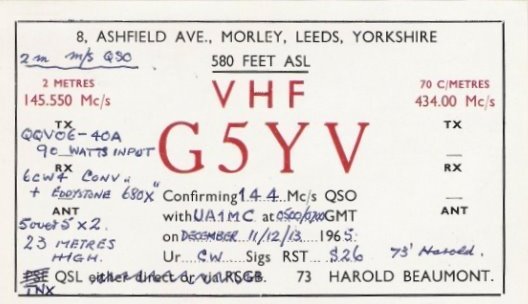 8, ASHFIELD AVE., MORLEY, LEEDS, YORKSHIRE
2m m/s QSO
580 FEET ASL
2 METRES
145.550 Mc/s
VHF
G5YV
70 C/METRES
434.00 Mc/s
TX
QQVO6-40A
90 WATTS INPUT
RX
6CW4 CONV"
+ EDDYSTONE 680X"
ANT
5 over 5 x 2.
23 METRES
HIGH.
TX
RX
ANT
Confirming 144 Mc/s QSO
with UA1MC at 0500/0700 GMT
on DECEMBER 11/12/13 1965.
Ur CW Sigs RST S26
73' Harold.
PSE QSL either direct or via RSGB. 73 HAROLD BEAUMONT.
TNX